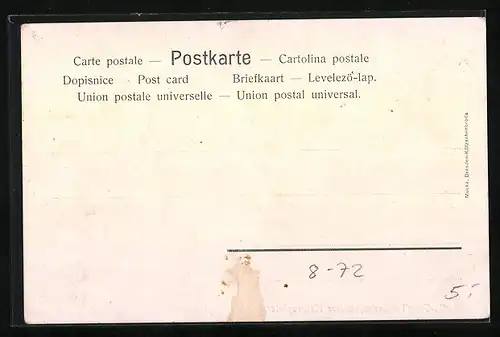 Carte postale — Postkarte — Cartolina postale
Dopisnice - Post card Briefkaart — Levelező-lap.
Union postale universelle — Union postal universal.
8-72
5.-